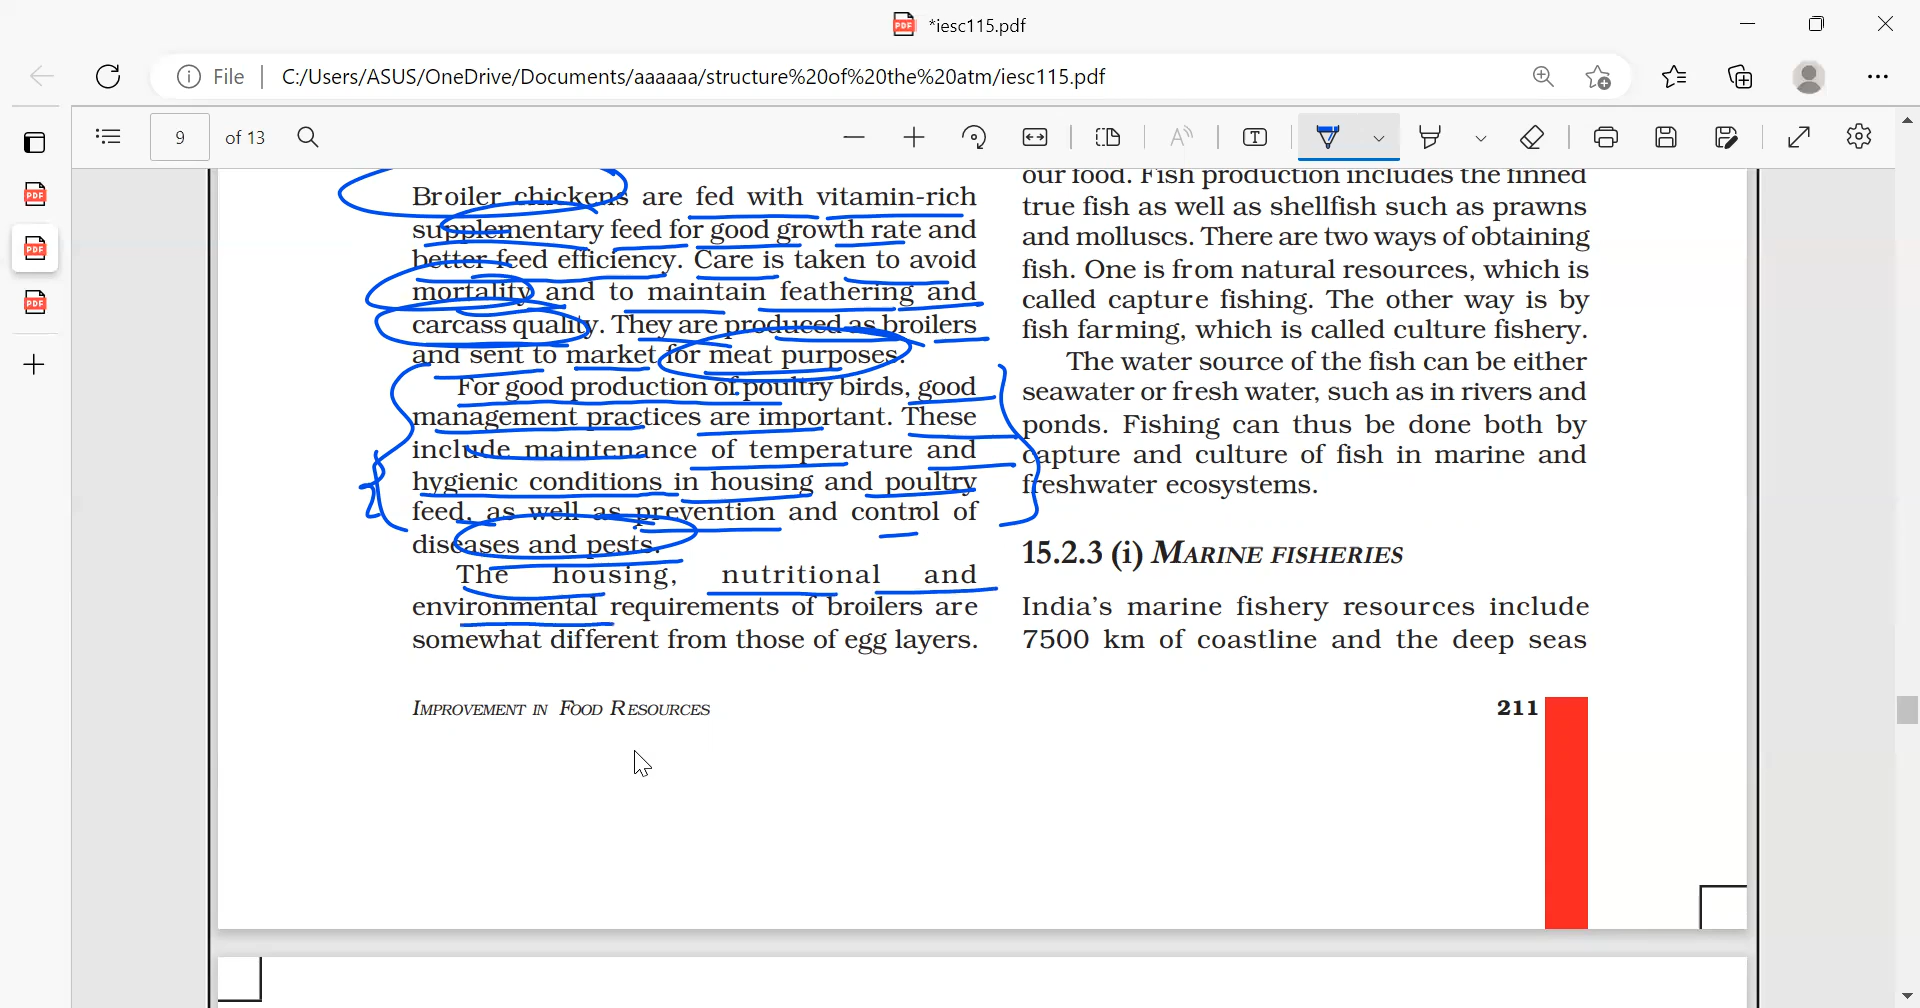 *iesc115.pdf
File
C:/Users/ASUS/OneDrive/Documents/aaaaaa/structure%20of%20the%20atm/iesc115.pdf
9 of 13
Broiler chickens are fed with vitamin-rich
supplementary feed for good growth rate and
better feed efficiency. Care is taken to avoid
mortality and to maintain feathering and
carcass quality. They are produced as broilers
and sent to market for meat purposes.
For good production of poultry birds, good
management practices are important. These
include maintenance of temperature and
hygienic conditions in housing and poultry
feed, as well as prevention and control of
diseases and pests.
The housing, nutritional and
environmental requirements of broilers are
somewhat different from those of egg layers.
our food. Fish production includes the finned
true fish as well as shellfish such as prawns
and molluscs. There are two ways of obtaining
fish. One is from natural resources, which is
called capture fishing. The other way is by
fish farming, which is called culture fishery.
The water source of the fish can be either
seawater or fresh water, such as in rivers and
ponds. Fishing can thus be done both by
capture and culture of fish in marine and
freshwater ecosystems.
15.2.3 (i) MARINE FISHERIES
India's marine fishery resources include
7500 km of coastline and the deep seas
IMPROVEMENT IN FOOD RESOURCES
211